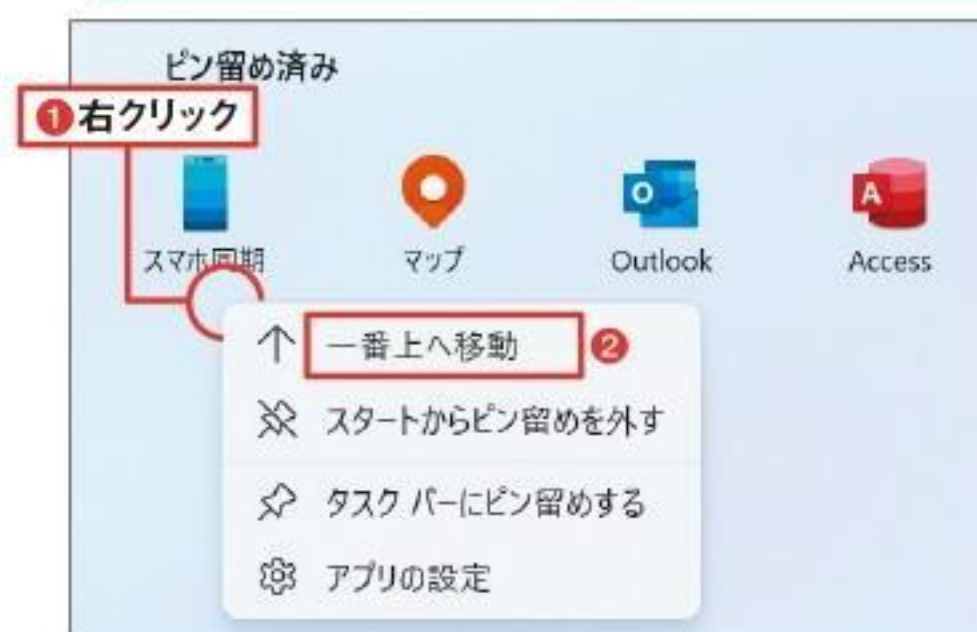 ピン留め済み
❶右クリック
スマホ同期
マップ
Outlook
Access
一番上へ移動 ❷
スタートからピン留めを外す
タスク バーにピン留めする
アプリの設定